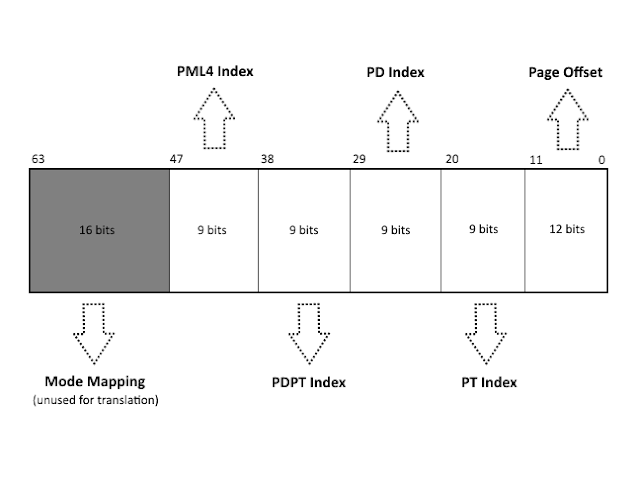 PML4 Index
PD Index
Page Offset
63
47
38
29
20
11
0
16 bits
9 bits
9 bits
9 bits
9 bits
12 bits
Mode Mapping
(unused for translation)
PDPT Index
PT Index